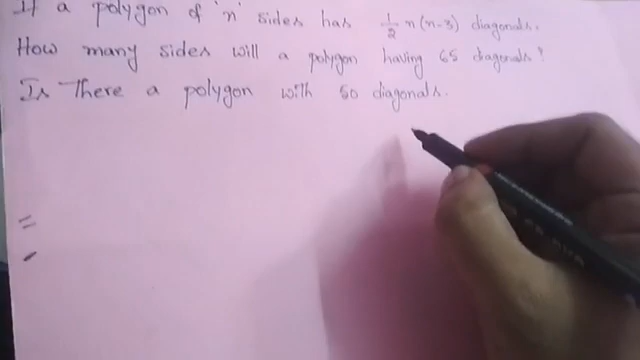 If a polygon of 'n' sides has 1/2 n(n-3) diagonals.
How many sides will a polygon having 65 diagonals?
Is There a polygon with 50 diagonals.
=